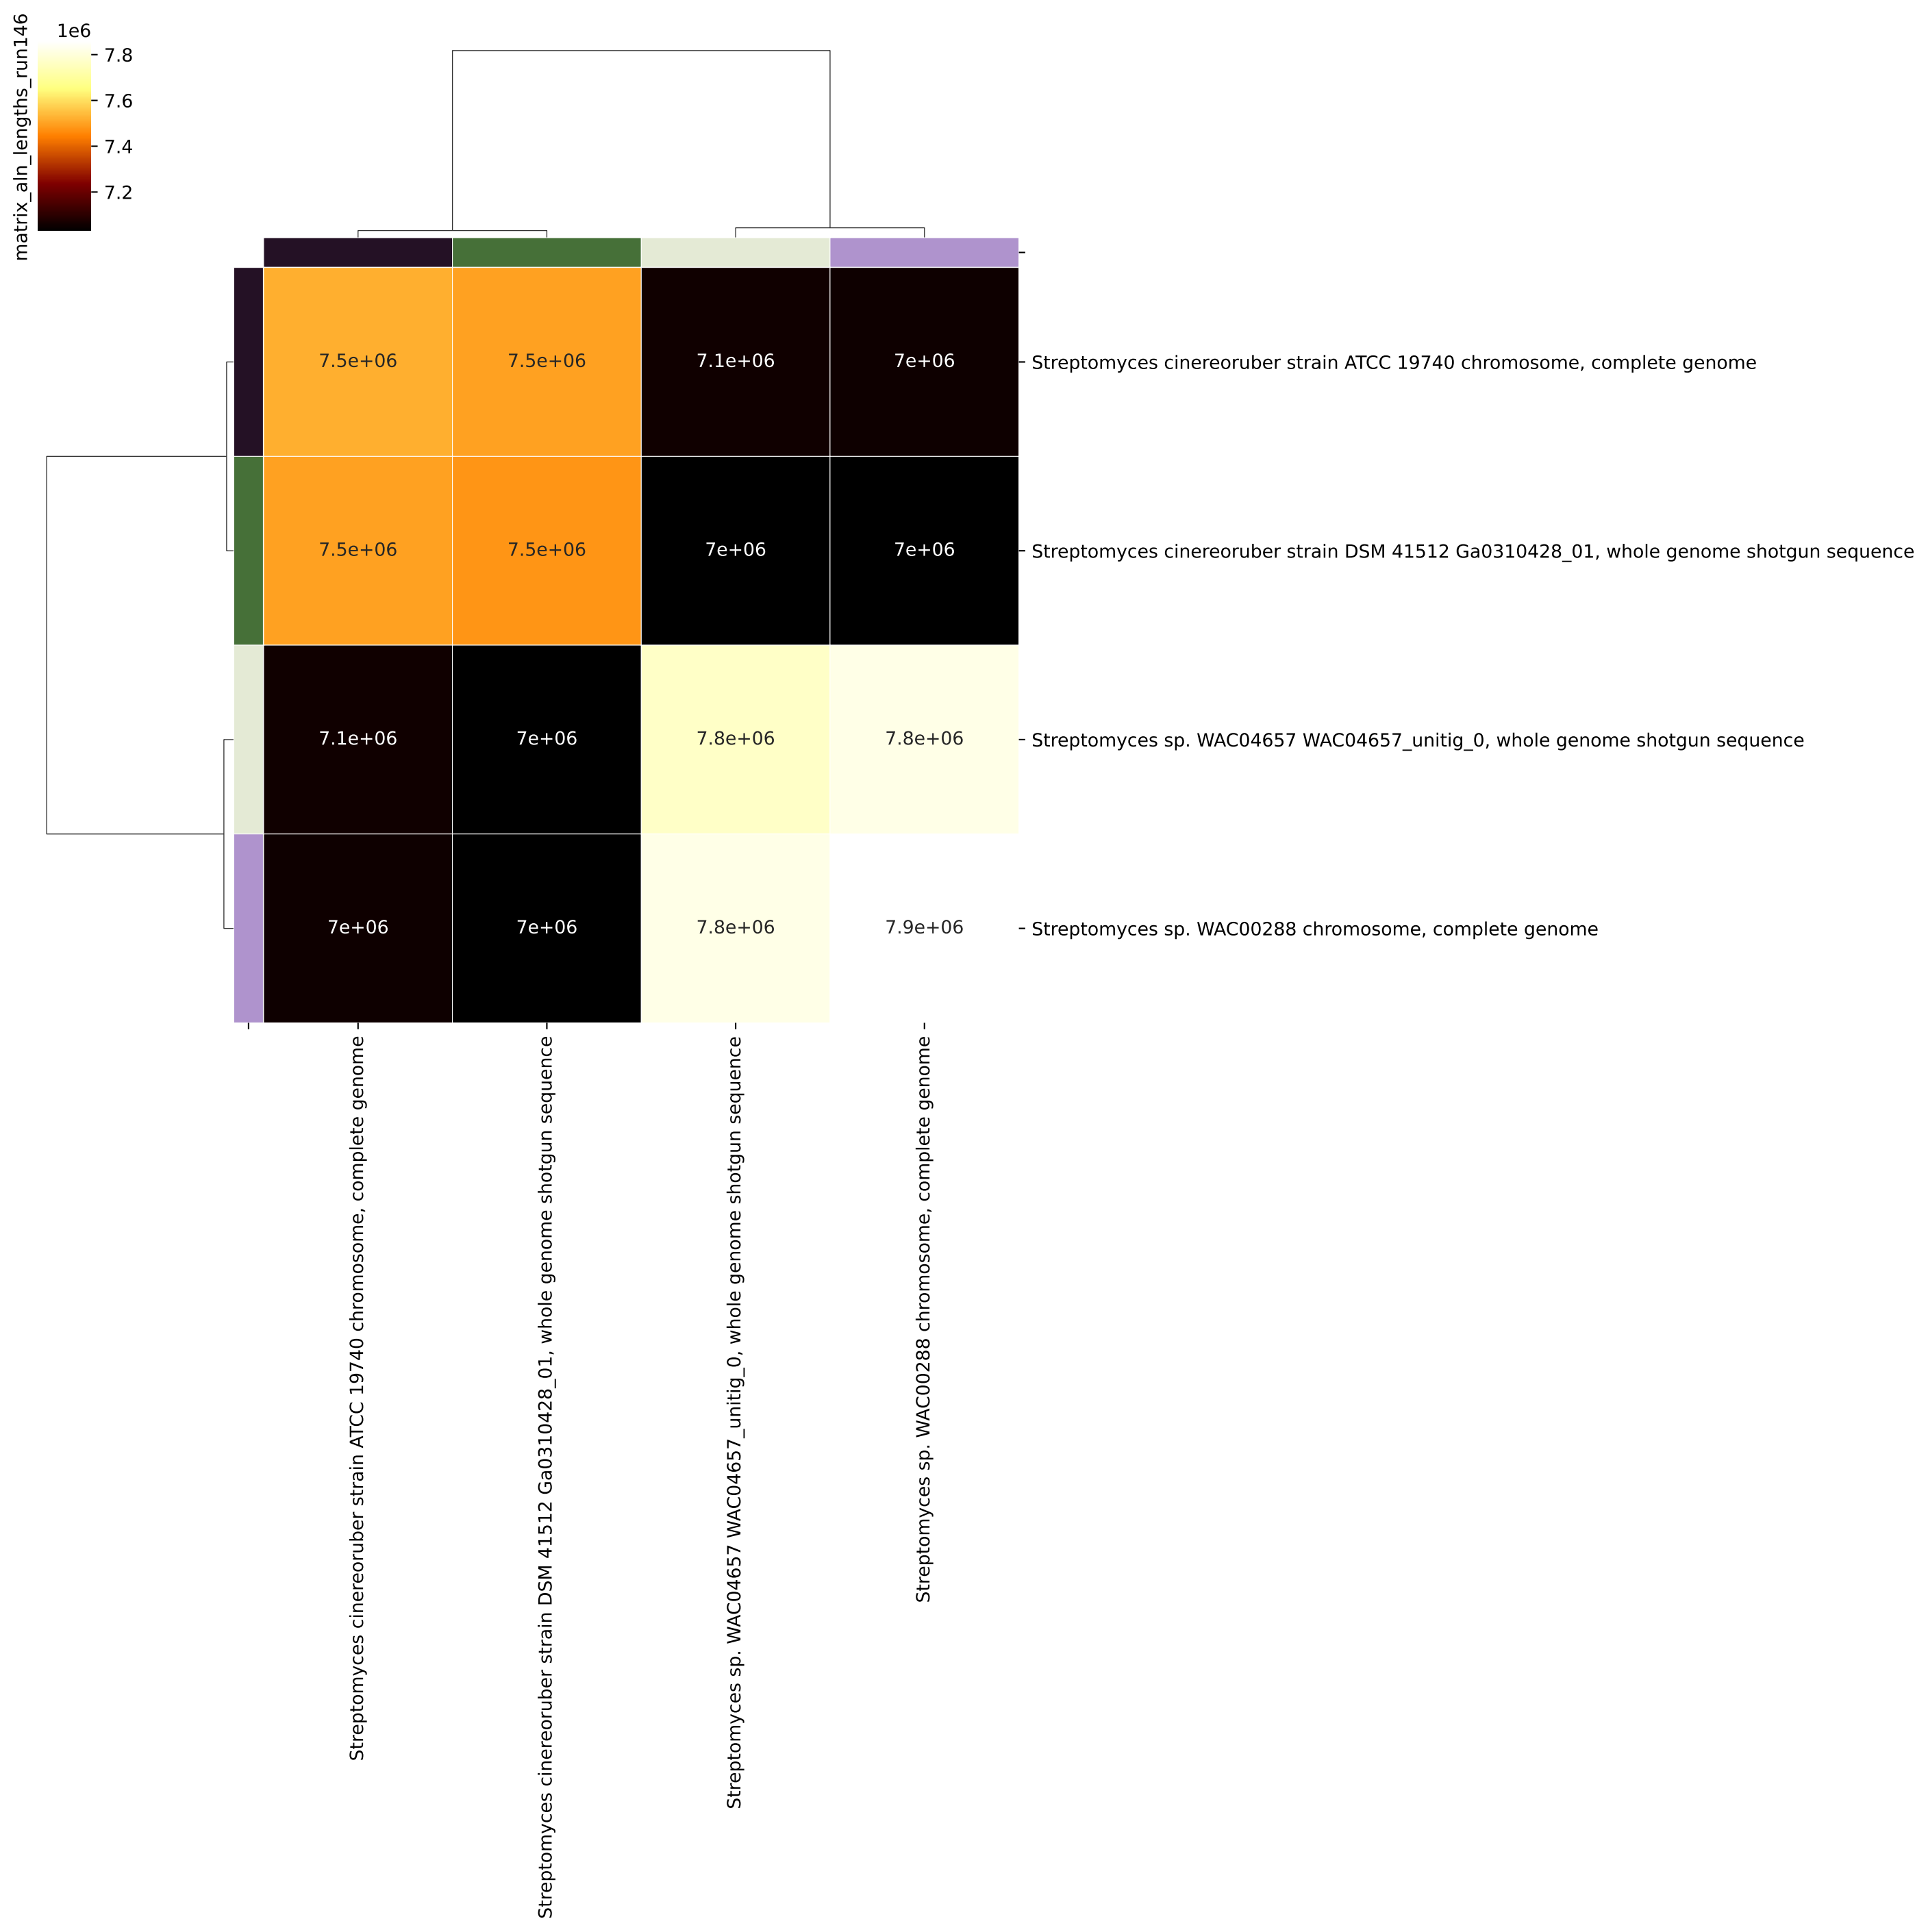 matrix_aln_lengths_run146
1e6
7.8
7.6
7.4
7.2
7.5e+06 7.5e+06 7.1e+06 7e+06
Streptomyces cinereoruber strain ATCC 19740 chromosome, complete genome
7.5e+06 7.5e+06 7e+06 7e+06
Streptomyces cinereoruber strain DSM 41512 Ga0310428_01, whole genome shotgun sequence
7.1e+06 7e+06 7.8e+06 7.8e+06
Streptomyces sp. WAC04657 WAC04657_unitig_0, whole genome shotgun sequence
7e+06 7e+06 7.8e+06 7.9e+06
Streptomyces sp. WAC00288 chromosome, complete genome
Streptomyces cinereoruber strain ATCC 19740 chromosome, complete genome
Streptomyces cinereoruber strain DSM 41512 Ga0310428_01, whole genome shotgun sequence
Streptomyces sp. WAC04657 WAC04657_unitig_0, whole genome shotgun sequence
Streptomyces sp. WAC00288 chromosome, complete genome